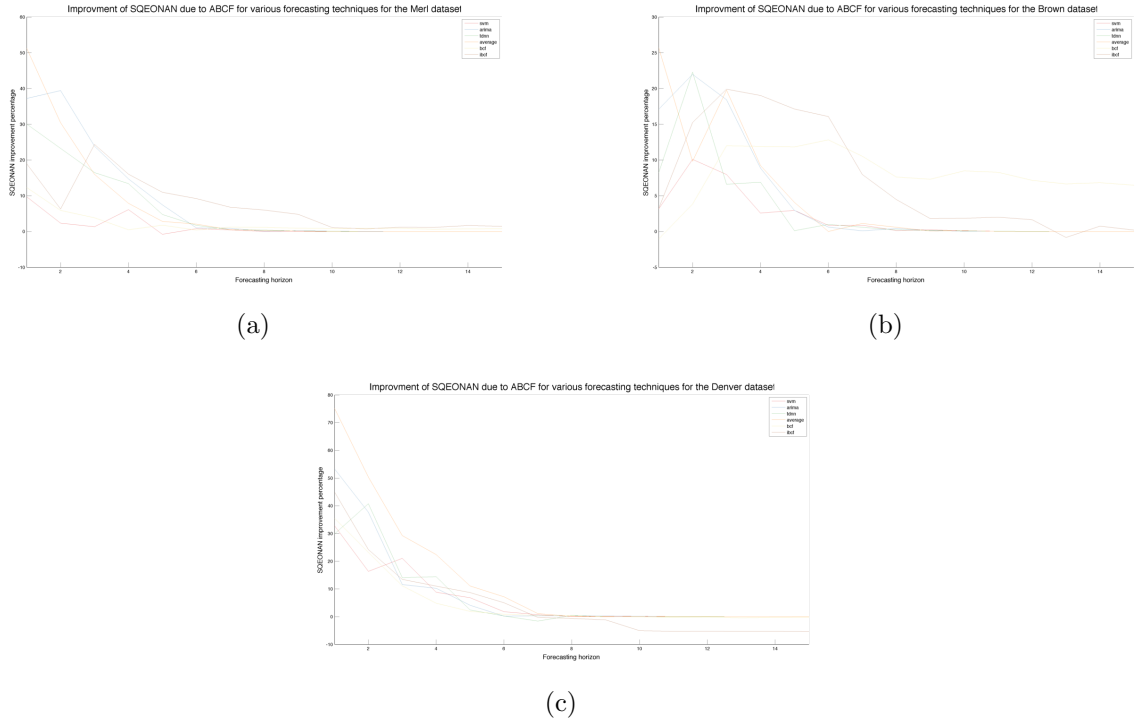 Improvment of SQEONAN due to ABCF for various forecasting techniques for the Merl dataset
60
50
40
30
20
10
0
-10
SQEONAN improvement percentage
2 4 6 8 10 12 14
Forecasting horizon
svm
arima
tdnn
average
bcf
ibcf
(a)
Improvment of SQEONAN due to ABCF for various forecasting techniques for the Brown dataset
30
25
20
15
10
5
0
-5
SQEONAN improvement percentage
2 4 6 8 10 12 14
Forecasting horizon
svm
arima
tdnn
average
bcf
ibcf
(b)
Improvment of SQEONAN due to ABCF for various forecasting techniques for the Denver dataset
80
70
60
50
40
30
20
10
0
-10
SQEONAN improvement percentage
2 4 6 8 10 12 14
Forecasting horizon
svm
arima
tdnn
average
bcf
ibcf
(c)